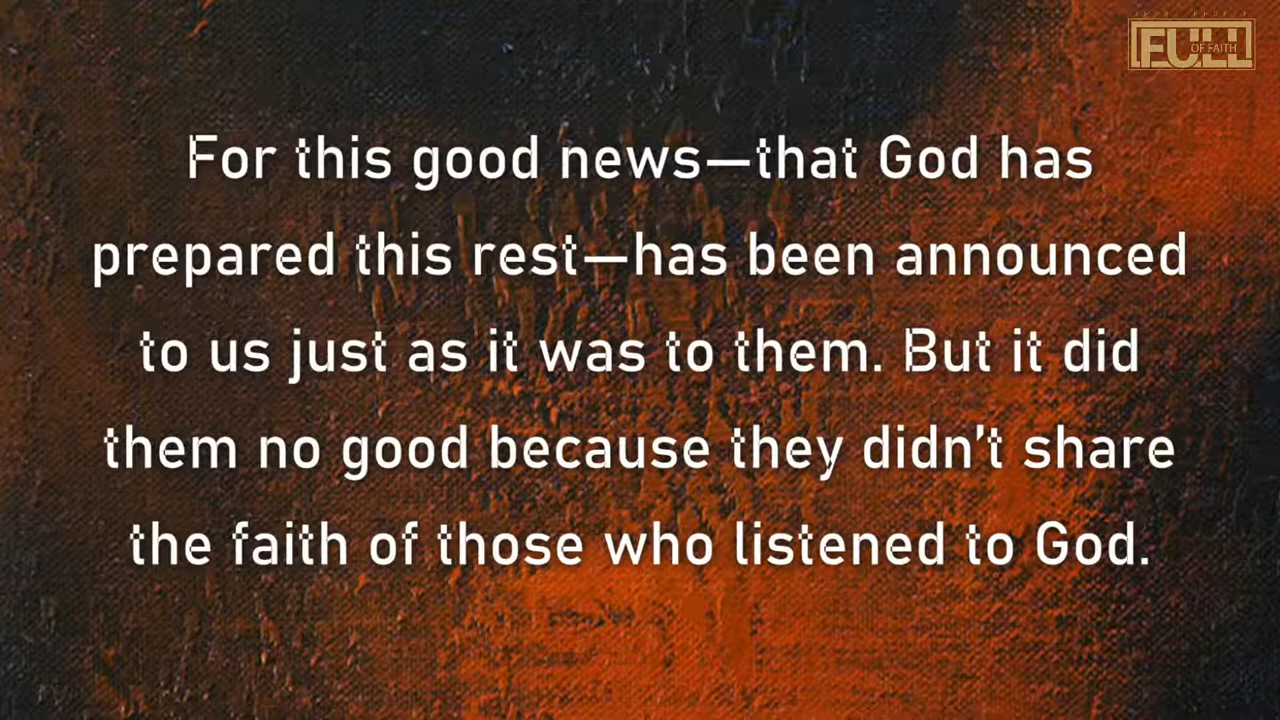 FULL
OF FAITH
For this good news—that God has
prepared this rest—has been announced
to us just as it was to them. But it did
them no good because they didn't share
the faith of those who listened to God.